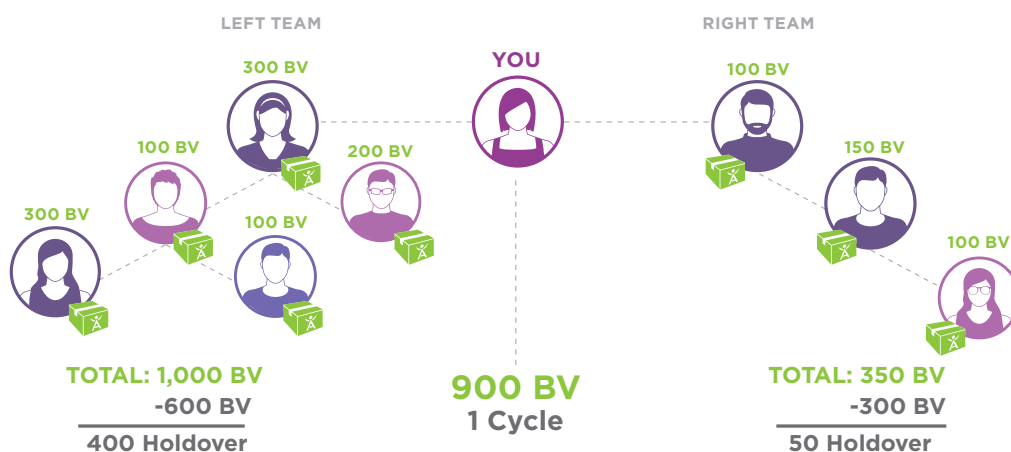 LEFT TEAM
RIGHT TEAM
YOU
300 BV
100 BV
100 BV
200 BV
150 BV
300 BV
100 BV
100 BV
TOTAL: 1,000 BV
-600 BV
400 Holdover
900 BV
1 Cycle
TOTAL: 350 BV
-300 BV
50 Holdover